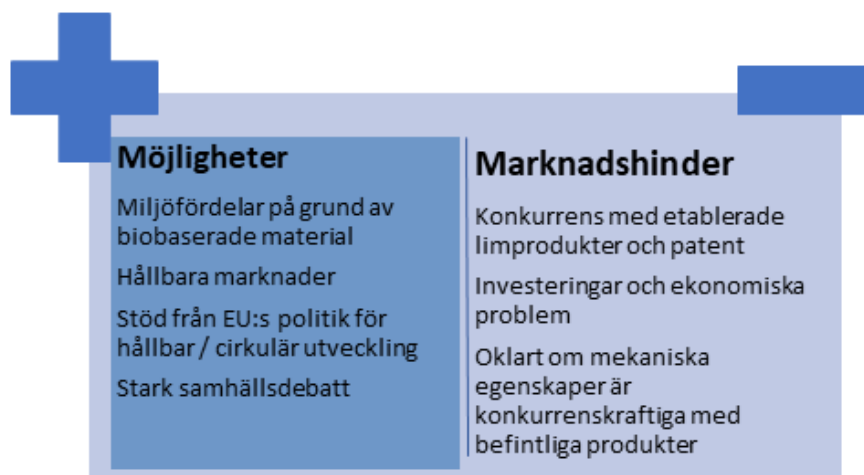 Möjligheter
Miljöfördelar på grund av
biobaserade material
Hållbara marknader
Stöd från EU:s politik för
hållbar / cirkulär utveckling
Stark samhällsdebatt
Marknadshinder
Konkurrens med etablerade
limprodukter och patent
Investeringar och ekonomiska
problem
Oklart om mekaniska
egenskaper är
konkurrenskraftiga med
befintliga produkter